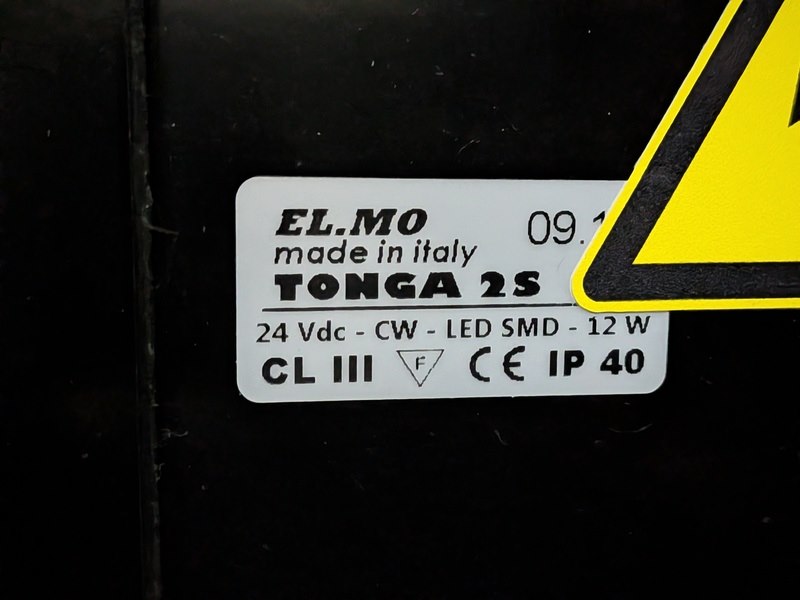 EL.MO 09.1
made in italy
TONGA 2S
24 Vdc - CW - LED SMD - 12 W
CL III F CE IP 40